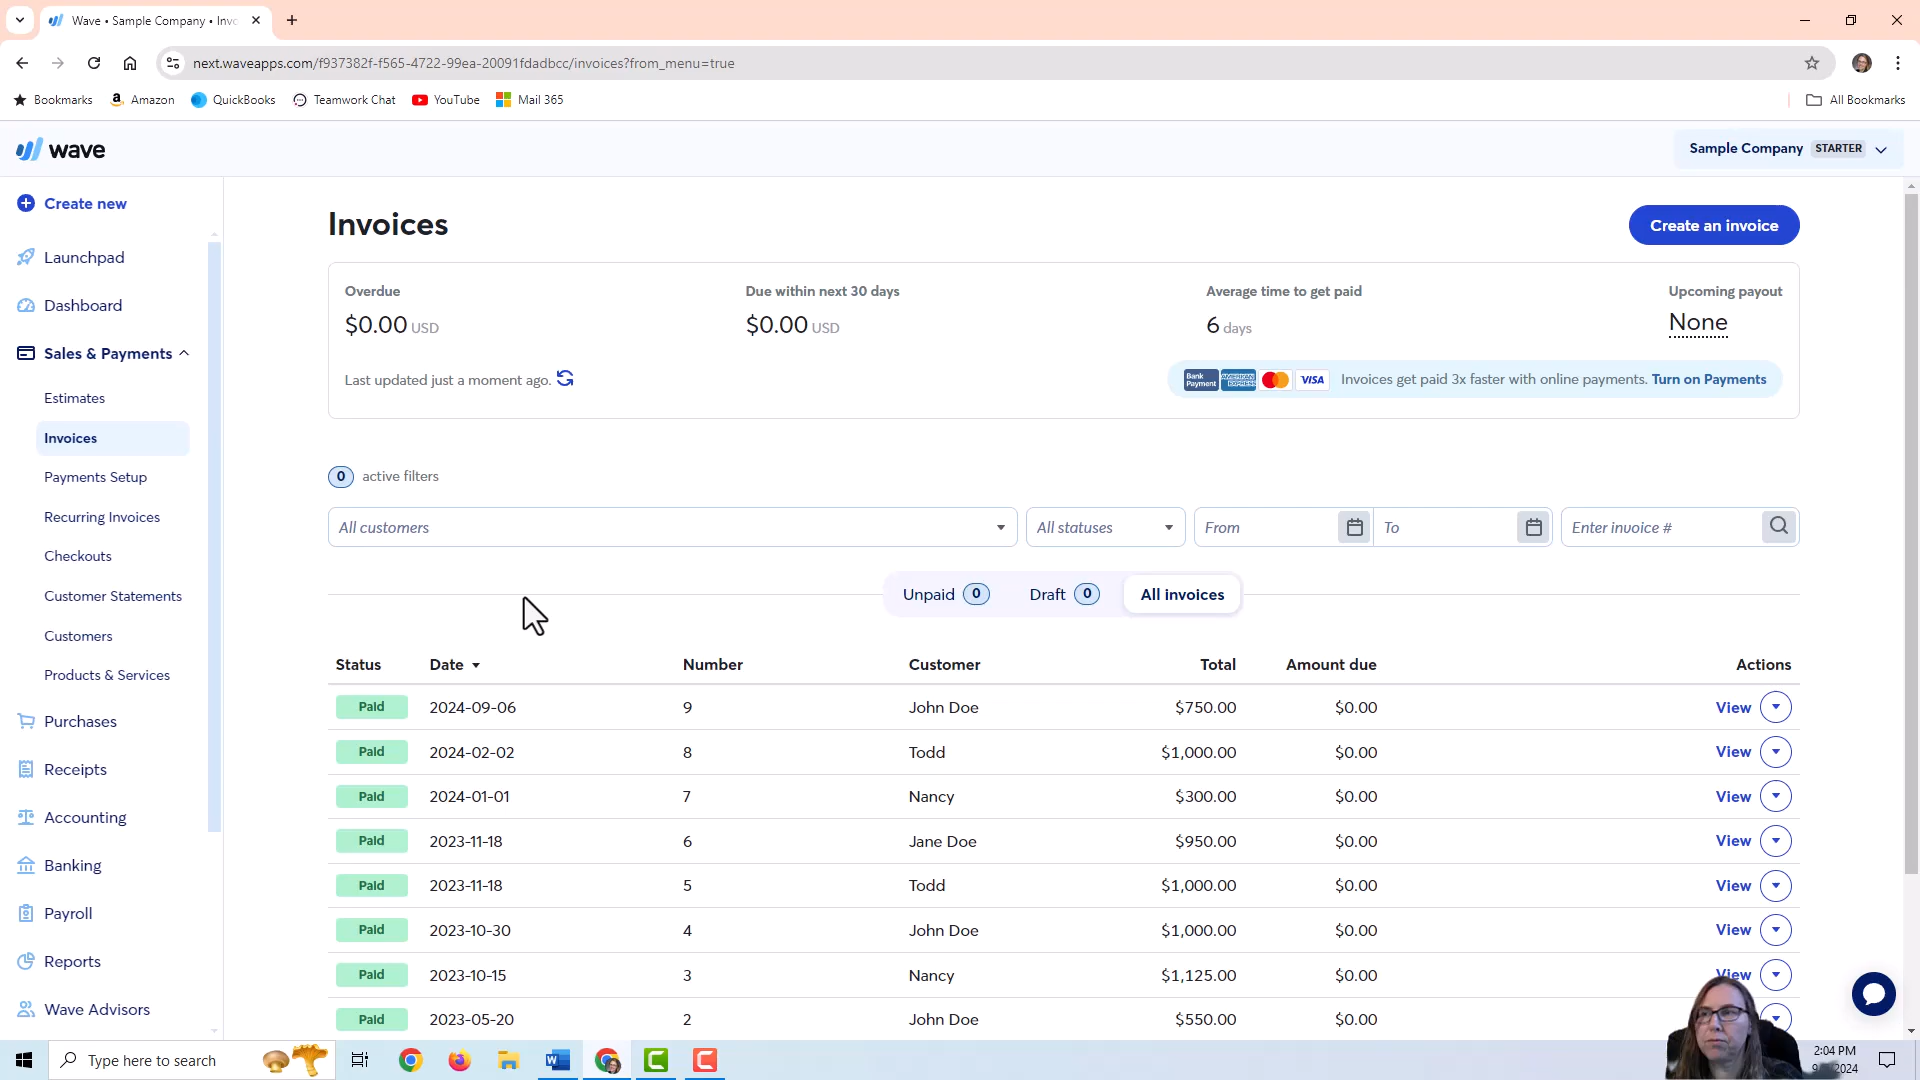 Wave • Sample Company • Invo
next.waveapps.com/f937382f-f565-4722-99ea-20091fdadbcc/invoices?from_menu=true
Bookmarks Amazon QuickBooks Teamwork Chat YouTube Mail 365 All Bookmarks
wave
Sample Company STARTER
Create new
Launchpad
Dashboard
Sales & Payments
Estimates
Invoices
Payments Setup
Recurring Invoices
Checkouts
Customer Statements
Customers
Products & Services
Purchases
Receipts
Accounting
Banking
Payroll
Reports
Wave Advisors
Invoices
Create an invoice
Overdue Due within next 30 days Average time to get paid Upcoming payout
$0.00 USD $0.00 USD 6 days None
Last updated just a moment ago.
Bank Payment AMERICAN EXPRESS VISA Invoices get paid 3x faster with online payments. Turn on Payments
0 active filters
All customers All statuses From To Enter invoice #
Unpaid 0 Draft 0 All invoices
Status Date Number Customer Total Amount due Actions
Paid 2024-09-06 9 John Doe $750.00 $0.00 View
Paid 2024-02-02 8 Todd $1,000.00 $0.00 View
Paid 2024-01-01 7 Nancy $300.00 $0.00 View
Paid 2023-11-18 6 Jane Doe $950.00 $0.00 View
Paid 2023-11-18 5 Todd $1,000.00 $0.00 View
Paid 2023-10-30 4 John Doe $1,000.00 $0.00 View
Paid 2023-10-15 3 Nancy $1,125.00 $0.00 View
Paid 2023-05-20 2 John Doe $550.00 $0.00
Type here to search
2:04 PM